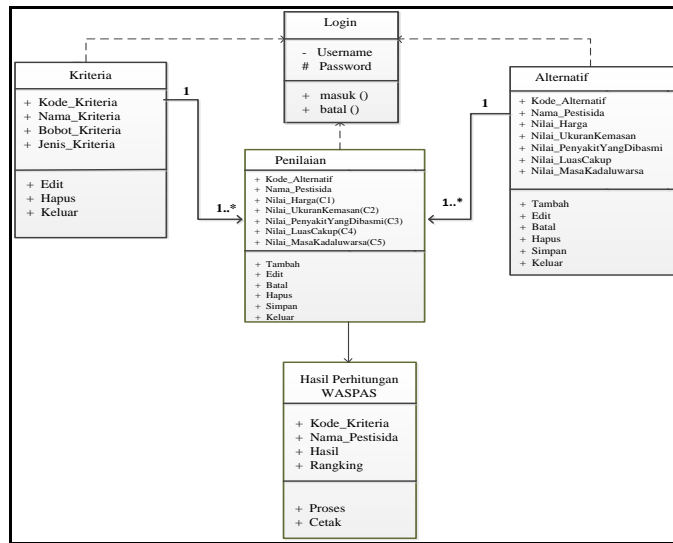 Login
- Username
# Password
+ masuk ()
+ batal ()
Kriteria
+ Kode_Kriteria
+ Nama_Kriteria
+ Bobot_Kriteria
+ Jenis_Kriteria
+ Edit
+ Hapus
+ Keluar
1
1..*
Alternatif
+ Kode_Alternatif
+ Nama_Pestisida
+ Nilai_Harga
+ Nilai_UkuranKemasan
+ Nilai_PenyakitYangDibasmi
+ Nilai_LuasCakup
+ Nilai_MasaKadaluwarsa
+ Tambah
+ Edit
+ Batal
+ Hapus
+ Simpan
+ Keluar
1
1..*
Penilaian
+ Kode_Alternatif
+ Nama_Pestisida
+ Nilai_Harga(C1)
+ Nilai_UkuranKemasan(C2)
+ Nilai_PenyakitYangDibasmi(C3)
+ Nilai_LuasCakup(C4)
+ Nilai_MasaKadaluwarsa(C5)
+ Tambah
+ Edit
+ Batal
+ Hapus
+ Simpan
+ Keluar
Hasil Perhitungan
WASPAS
+ Kode_Kriteria
+ Nama_Pestisida
+ Hasil
+ Rangking
+ Proses
+ Cetak